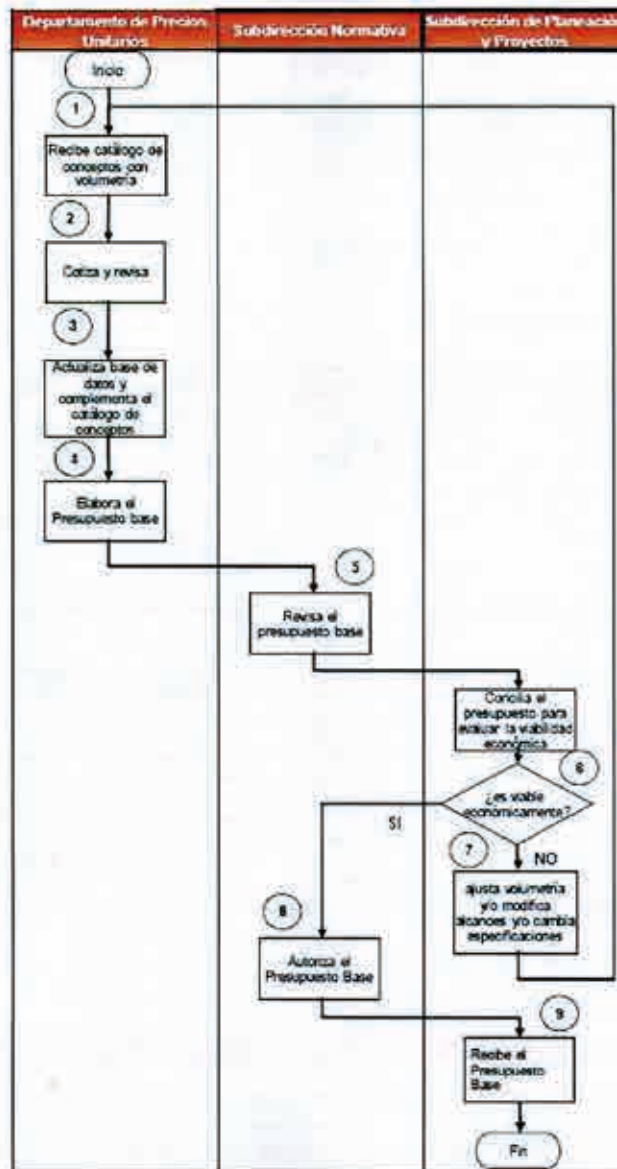 Departamento de Precios
Unitarios
Subdirección Normativa
Subdirección de Planeación
y Proyectos
Inicio
1
Recibe catálogo de
conceptos con
volumetría
2
Cotiza y revisa
3
Actualiza base de
datos y
complementa el
catálogo de
conceptos
4
Elabora el
Presupuesto base
5
Revisa el
presupuesto base
Concilia el
presupuesto para
evaluar la viabilidad
económica
6
¿es viable
económicamente?
SI
7
NO
ajusta volumetría
y/o modifica
alcances y/o cambia
especificaciones
8
Autoriza el
Presupuesto Base
9
Recibe el
Presupuesto
Base
Fin